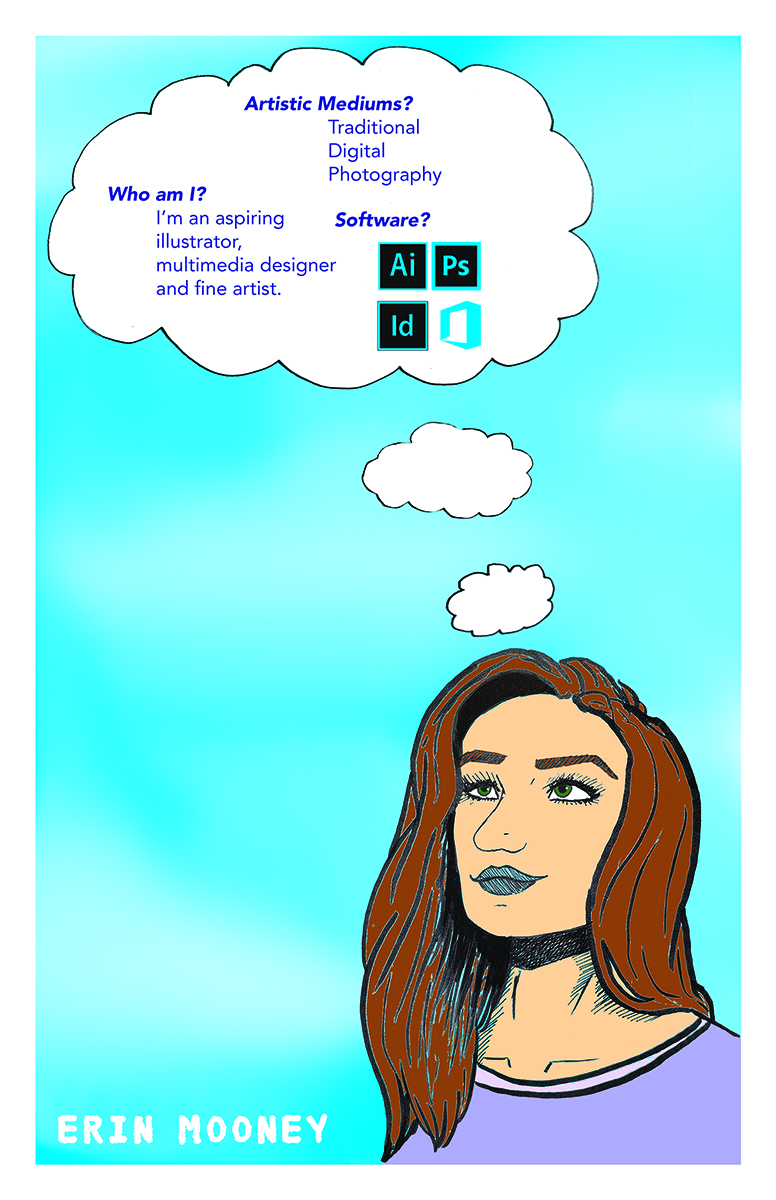 Artistic Mediums?
Traditional
Digital
Photography
Who am I?
I'm an aspiring
illustrator,
multimedia designer
and fine artist.
Software?
Ai Ps
Id
ERIN MOONEY